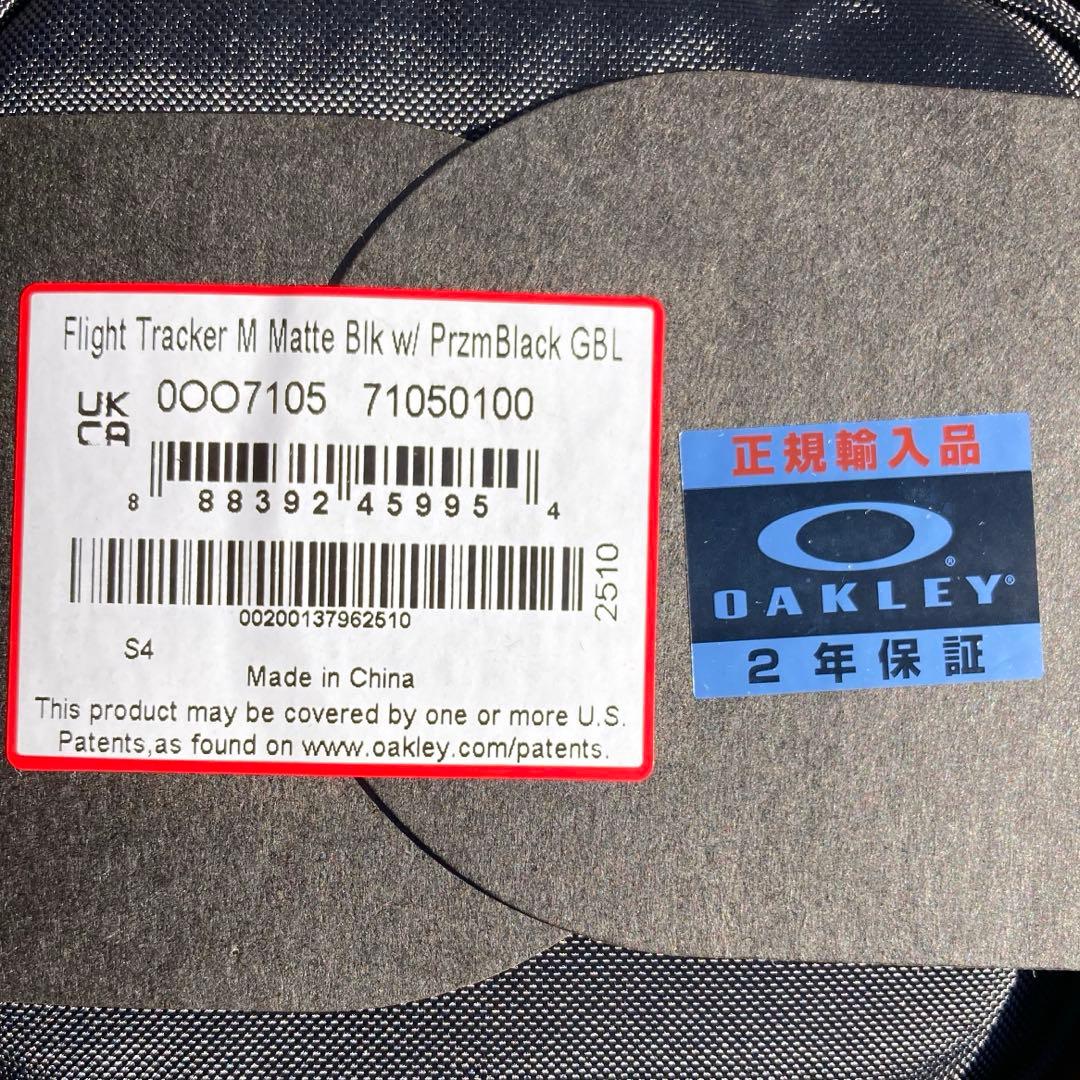 Flight Tracker M Matte Blk w/ PrzmBlack GBL
UK
CA
0OO7105 71050100
8 88392 45995 4
00200137962510
2510
S4
Made in China
This product may be covered by one or more U.S.
Patents,as found on www.oakley.com/patents.
正規輸入品
OAKLEY®
2年保証